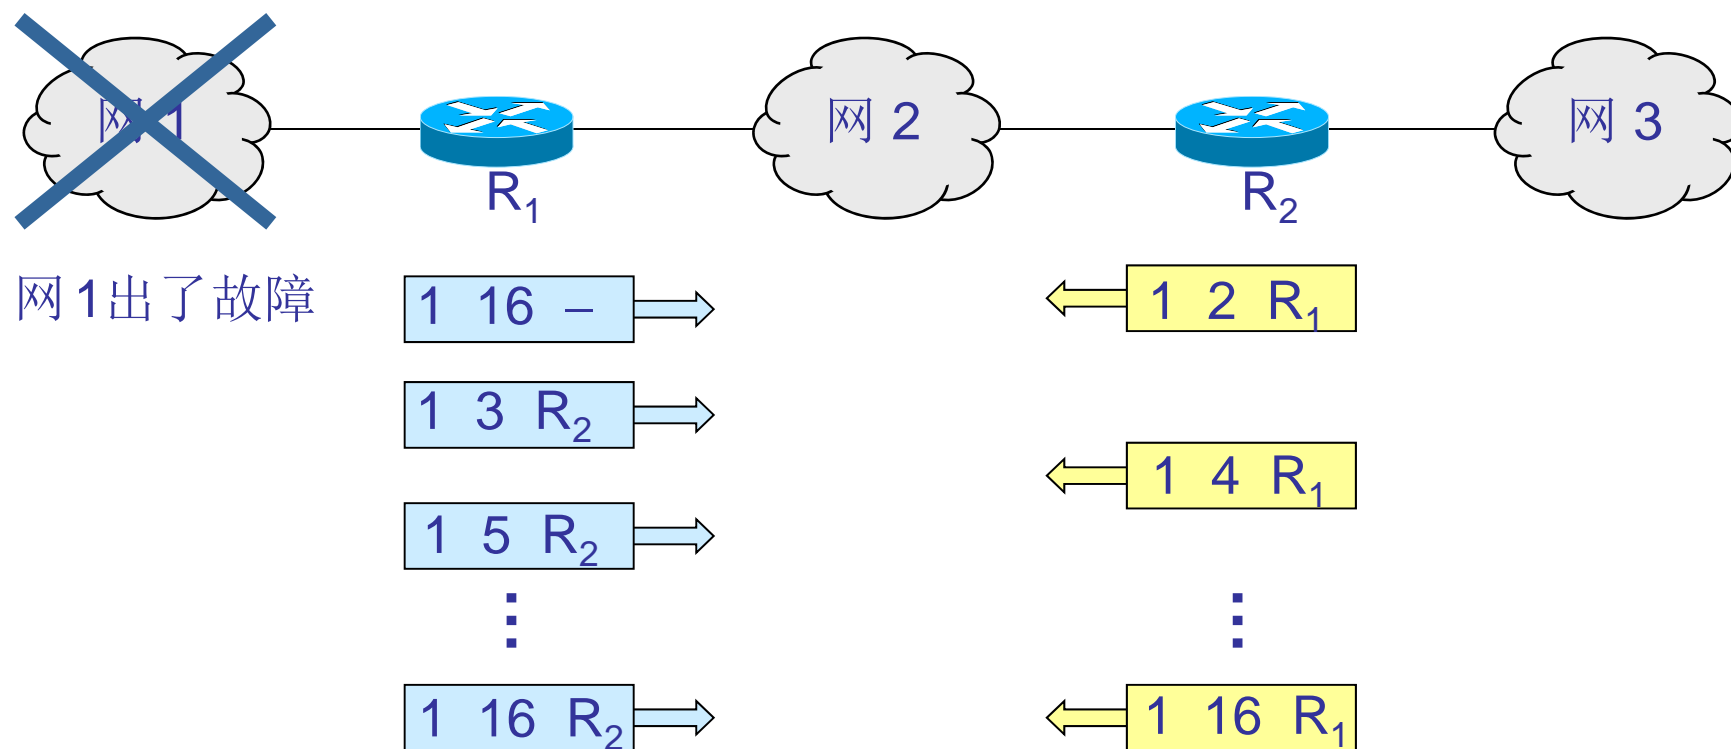 网 1
网 2
网 3
R₁
R₂
网 1出了故障
1 16 –
1 2 R₁
1 3 R₂
1 4 R₁
1 5 R₂
⋮
⋮
1 16 R₂
1 16 R₁